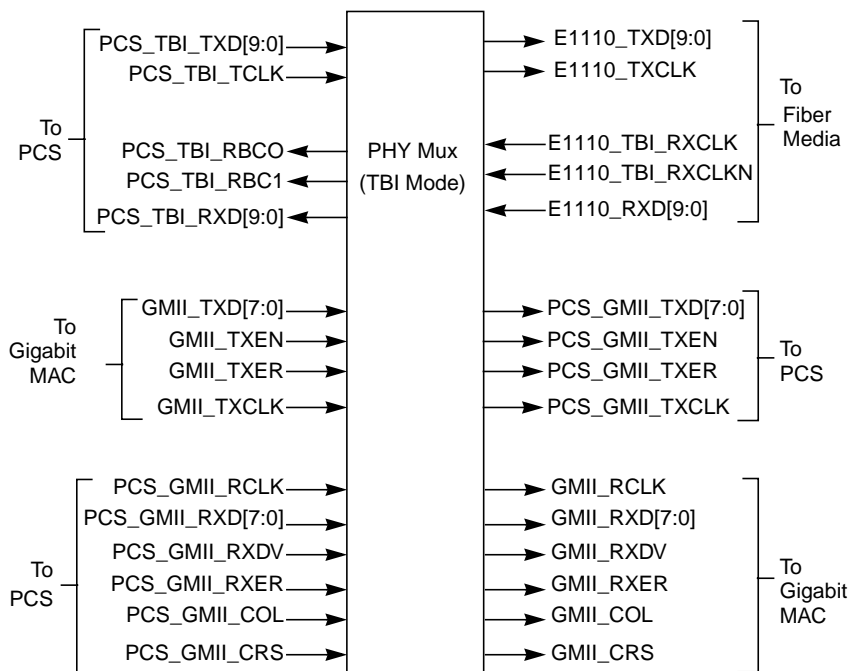 PCS_TBI_TXD[9:0]
PCS_TBI_TCLK
To
PCS
PCS_TBI_RBCO
PCS_TBI_RBC1
PCS_TBI_RXD[9:0]
PHY Mux
(TBI Mode)
E1110_TXD[9:0]
E1110_TXCLK
E1110_TBI_RXCLK
E1110_TBI_RXCLKN
E1110_RXD[9:0]
To
Fiber
Media
To
Gigabit
MAC
GMII_TXD[7:0]
GMII_TXEN
GMII_TXER
GMII_TXCLK
PCS_GMII_TXD[7:0]
PCS_GMII_TXEN
PCS_GMII_TXER
PCS_GMII_TXCLK
To
PCS
To
PCS
PCS_GMII_RCLK
PCS_GMII_RXD[7:0]
PCS_GMII_RXDV
PCS_GMII_RXER
PCS_GMII_COL
PCS_GMII_CRS
GMII_RCLK
GMII_RXD[7:0]
GMII_RXDV
GMII_RXER
GMII_COL
GMII_CRS
To
Gigabit
MAC